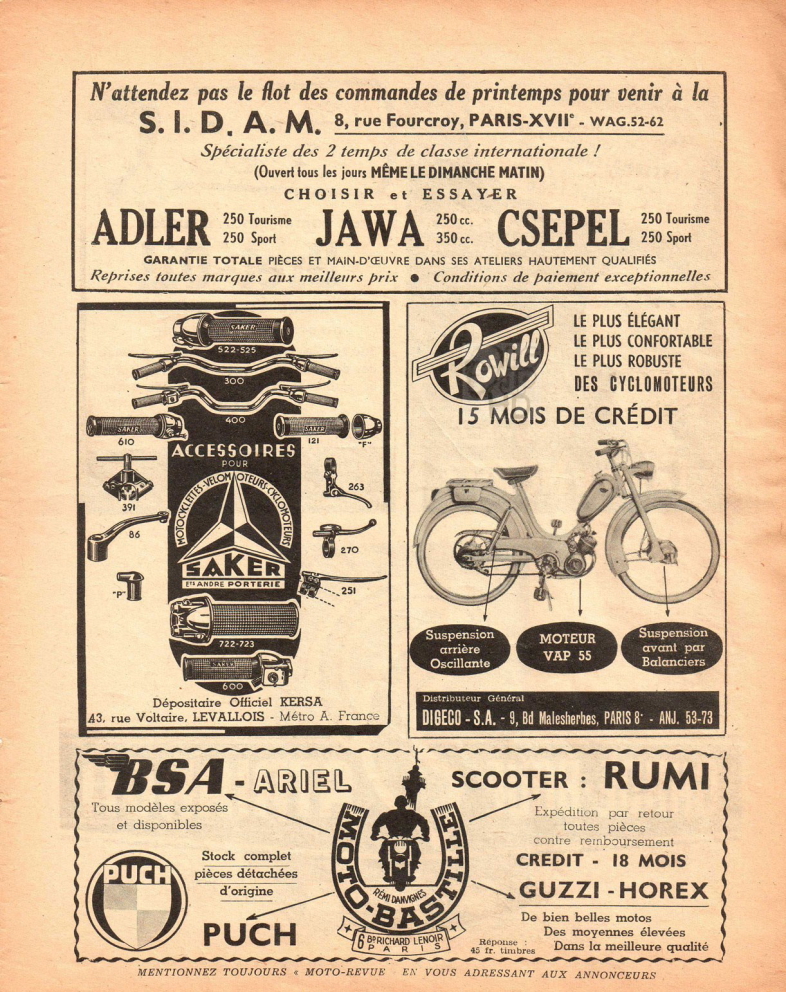 N'attendez pas le flot des commandes de printemps pour venir à la
S. I. D. A. M. 8, rue Fourcroy, PARIS-XVIIe - WAG.52-62
Spécialiste des 2 temps de classe internationale !
(Ouvert tous les jours MÊME LE DIMANCHE MATIN)
CHOISIR et ESSAYER
ADLER 250 Tourisme 250 Sport JAWA 250 cc. 350 cc. CSEPEL 250 Tourisme 250 Sport
GARANTIE TOTALE PIÈCES ET MAIN-D'ŒUVRE DANS SES ATELIERS HAUTEMENT QUALIFIÉS
Reprises toutes marques aux meilleurs prix ● Conditions de paiement exceptionnelles
SAKER
522-525
300
400
SAKER
610
SAKER
121
"F"
ACCESSOIRES
POUR
MOTOCYCLETTES-VELOMOTEURS-CYCLOMOTEURS
391
263
86
270
SAKER
Ets ANDRE PORTERIE
"P"
251
722-723
SAKER
600
Dépositaire Officiel KERSA
43, rue Voltaire, LEVALLOIS - Métro A. France
Rowill
LE PLUS ÉLÉGANT
LE PLUS CONFORTABLE
LE PLUS ROBUSTE
DES CYCLOMOTEURS
15 MOIS DE CRÉDIT
Suspension
arrière
Oscillante
MOTEUR
VAP 55
Suspension
avant par
Balanciers
Distributeur Général
DIGECO - S.A. - 9, Bd Malesherbes, PARIS 8e - ANJ. 53-73
BSA - ARIEL
Tous modèles exposés
et disponibles
SCOOTER : RUMI
Expédition par retour
toutes pièces
contre remboursement
CREDIT - 18 MOIS
PUCH
Stock complet
pièces détachées
d'origine
PUCH
MOTO-BASTILLE
RÉMI DANVIGNES
6 Bd RICHARD LENOIR
PARIS
GUZZI - HOREX
De bien belles motos
Des moyennes élevées
Dans la meilleure qualité
Réponse :
45 fr. timbres
MENTIONNEZ TOUJOURS « MOTO-REVUE EN VOUS ADRESSANT AUX ANNONCEURS